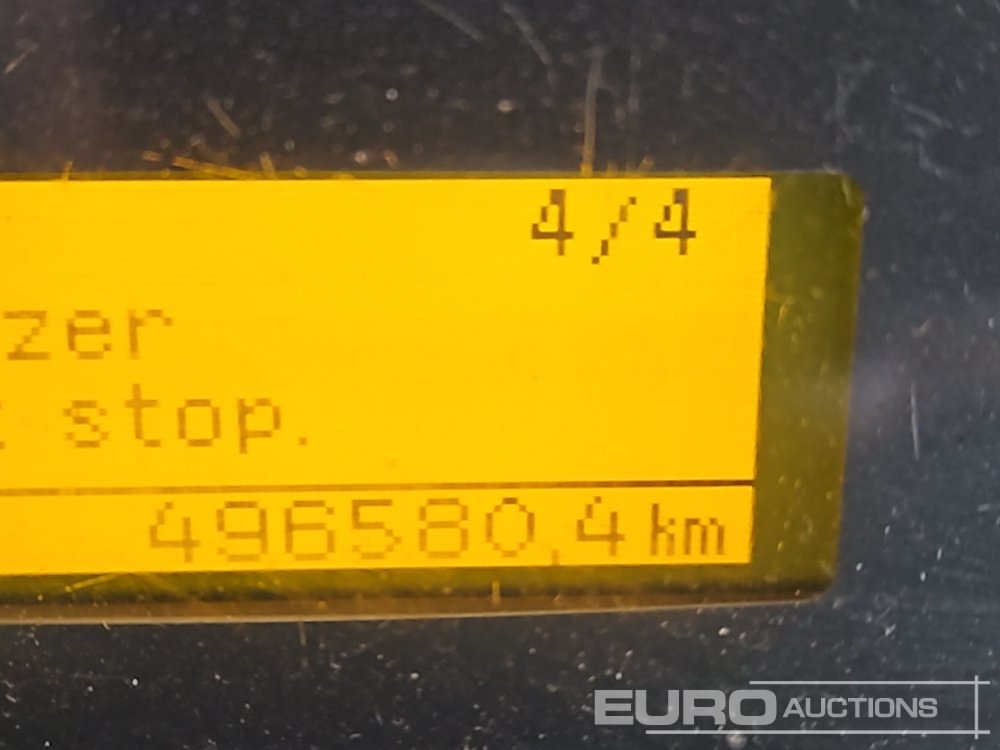 4/4
zer
stop.
496580,4 km
EURO AUCTIONS